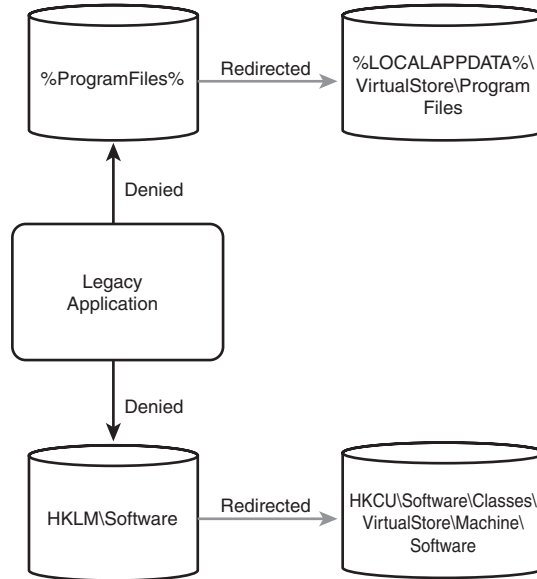 %ProgramFiles%
Redirected
%LOCALAPPDATA%\
VirtualStore\Program
Files
Denied
Legacy
Application
Denied
HKLM\Software
Redirected
HKCU\Software\Classes\
VirtualStore\Machine\
Software